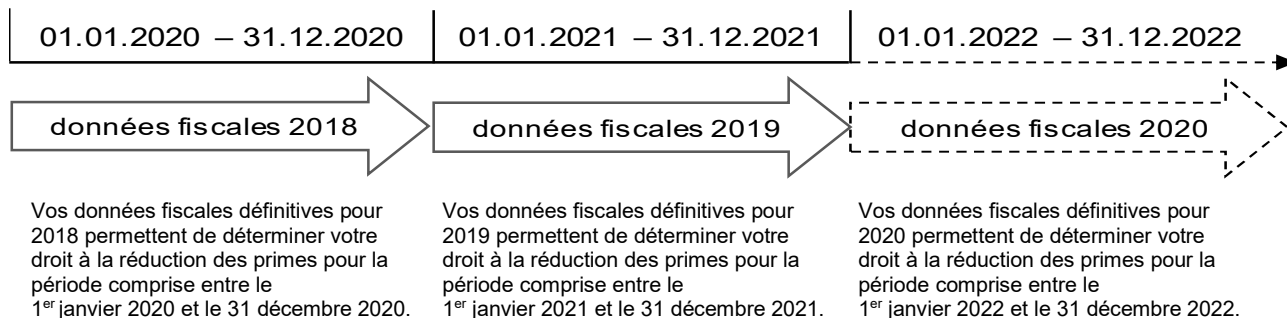 01.01.2020 – 31.12.2020
01.01.2021 – 31.12.2021
01.01.2022 – 31.12.2022
données fiscales 2018
données fiscales 2019
données fiscales 2020
Vos données fiscales définitives pour
2018 permettent de déterminer votre
droit à la réduction des primes pour la
période comprise entre le
1er janvier 2020 et le 31 décembre 2020.
Vos données fiscales définitives pour
2019 permettent de déterminer votre
droit à la réduction des primes pour la
période comprise entre le
1er janvier 2021 et le 31 décembre 2021.
Vos données fiscales définitives pour
2020 permettent de déterminer votre
droit à la réduction des primes pour la
période comprise entre le
1er janvier 2022 et le 31 décembre 2022.